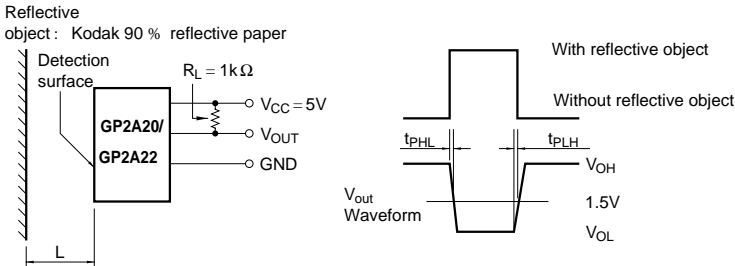 Reflective
object : Kodak 90 % reflective paper
Detection
surface
R_L = 1kΩ
GP2A20/
GP2A22
V_CC = 5V
V_OUT
GND
L
With reflective object
Without reflective object
t_PHL
t_PLH
V_OH
V_out
Waveform
1.5V
V_OL